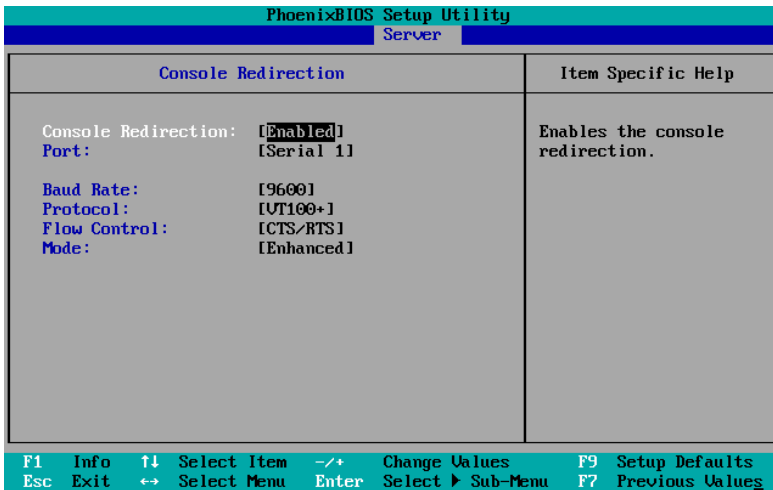 PhoenixBIOS Setup Utility
Server
Console Redirection
Item Specific Help
Console Redirection: [Enabled]
Port: [Serial 1]
Baud Rate: [9600]
Protocol: [VT100+]
Flow Control: [CTS/RTS]
Mode: [Enhanced]
Enables the console
redirection.
F1 Info ↑↓ Select Item -/+ Change Values F9 Setup Defaults
Esc Exit ↔ Select Menu Enter Select ▶ Sub-Menu F7 Previous Values